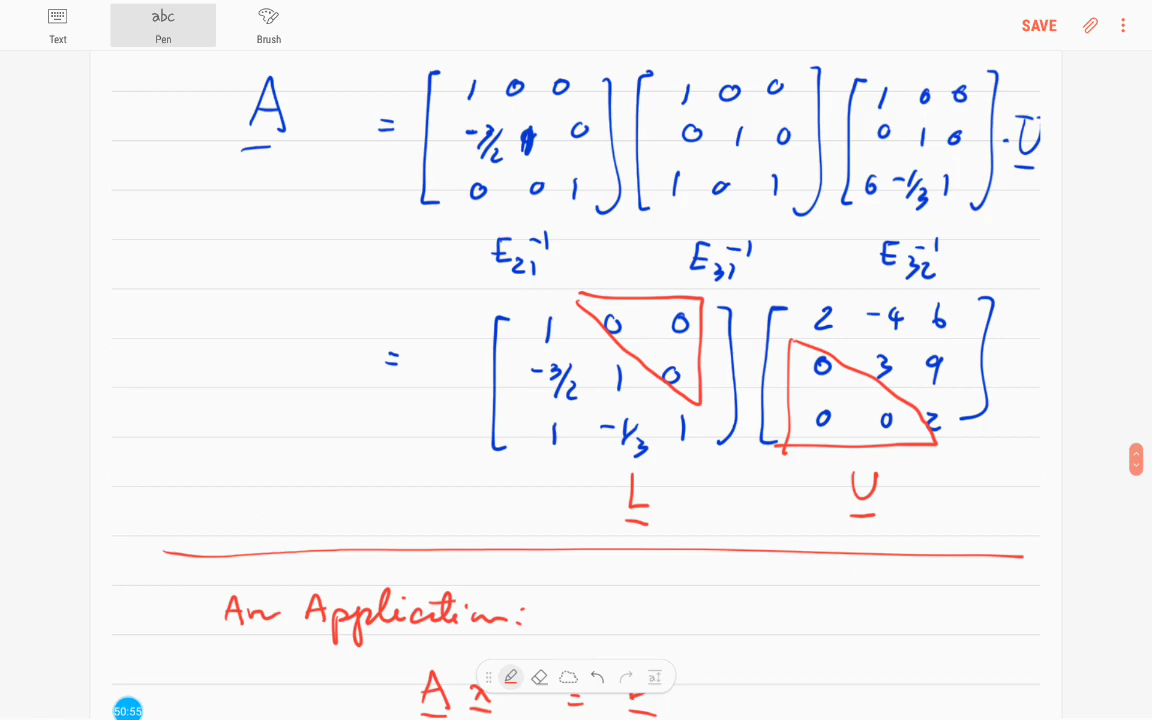 Text abc Pen Brush SAVE
A = [ 1 0 0 ] [ 1 0 0 ] [ 1 0 0 ]
-3/2 1 0 0 1 0 0 1 0 · U
0 0 1 1 0 1 0 -1/3 1
E21^-1 E31^-1 E32^-1
= [ 1 0 0 ] [ 2 -4 6 ]
-3/2 1 0 0 3 9
1 -1/3 1 0 0 2
L U
An Application:
A x =
50:55